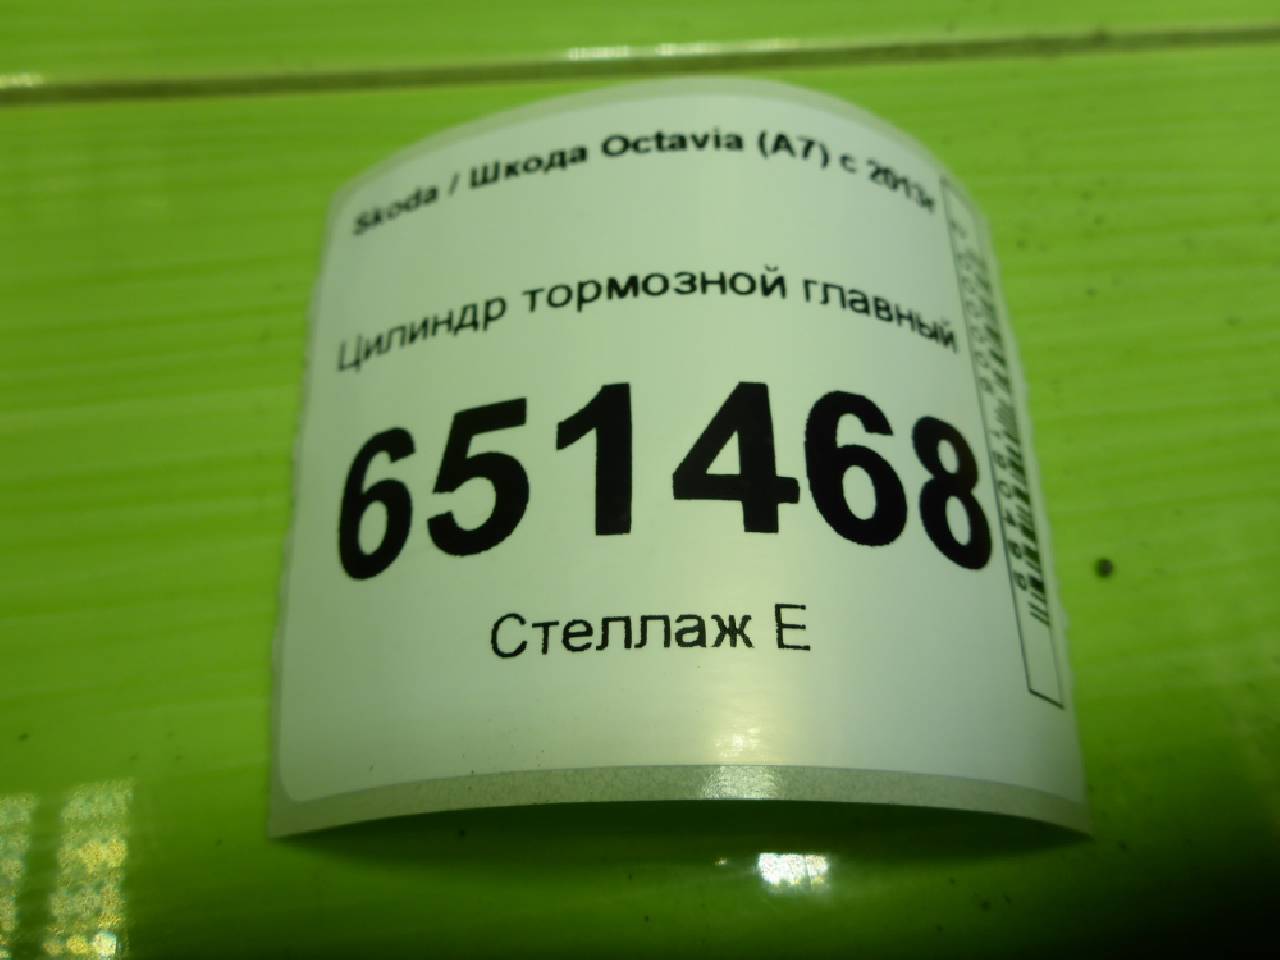 Skoda / Шкода Octavia (A7) с 2013г
Цилиндр тормозной главный
651468
Стеллаж Е